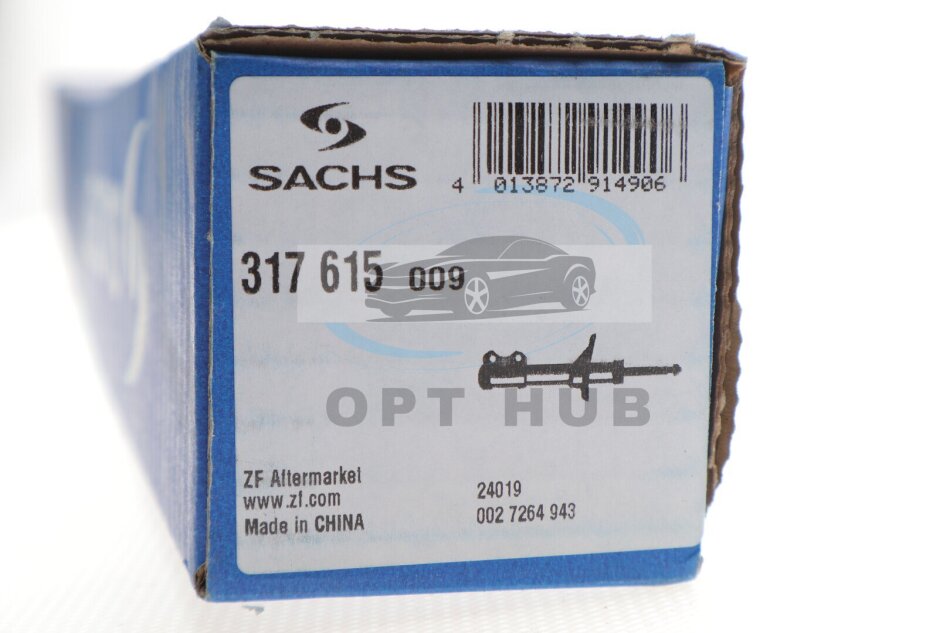 SACHS
4 013872 914906
317 615 009
OPT HUB
ZF Aftermarket
www.zf.com
Made in CHINA
24019
002 7264 943